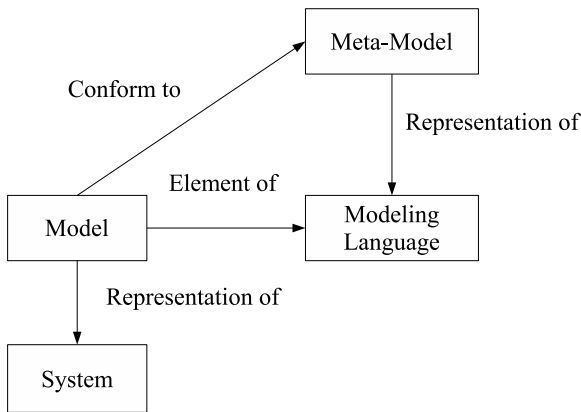 Meta-Model
Conform to
Representation of
Element of
Model
Modeling
Language
Representation of
System